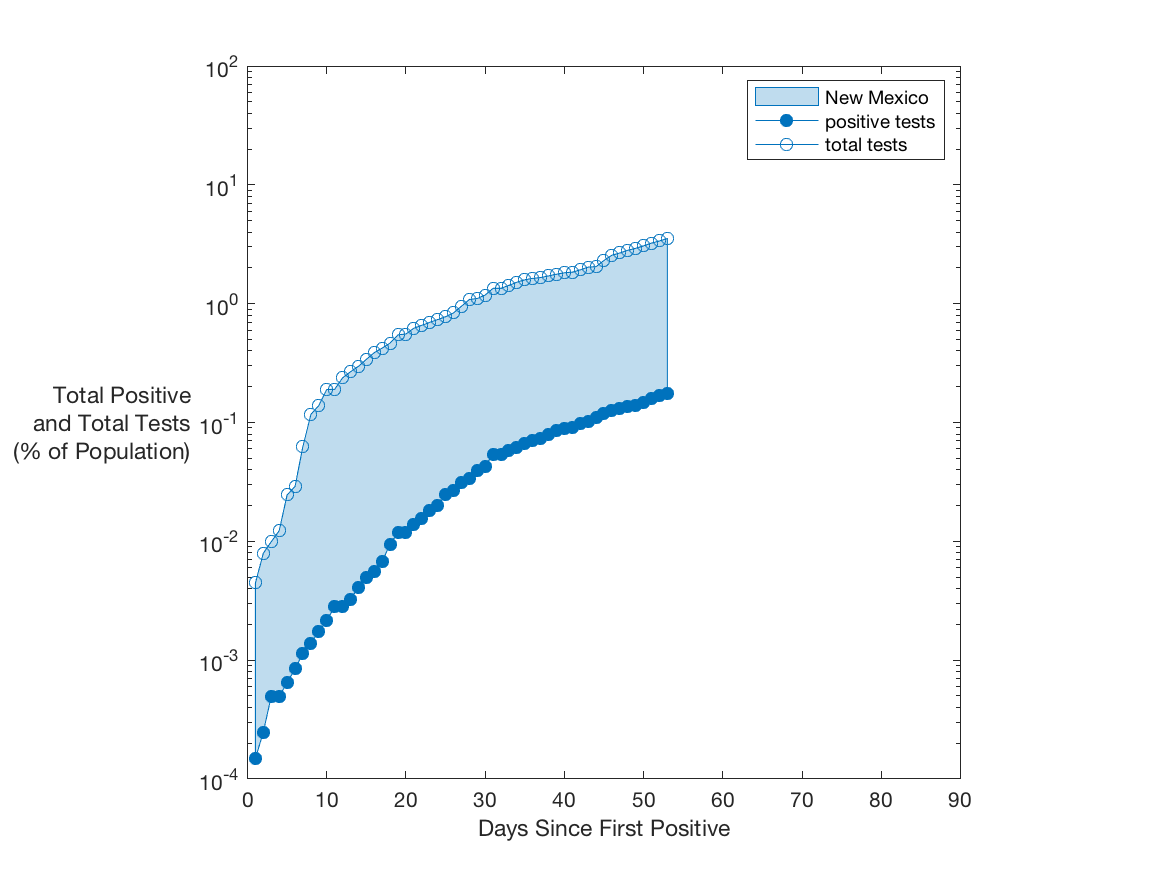 10^2
New Mexico
positive tests
total tests
10^1
10^0
Total Positive
and Total Tests
(% of Population)
10^-1
10^-2
10^-3
10^-4
0 10 20 30 40 50 60 70 80 90
Days Since First Positive